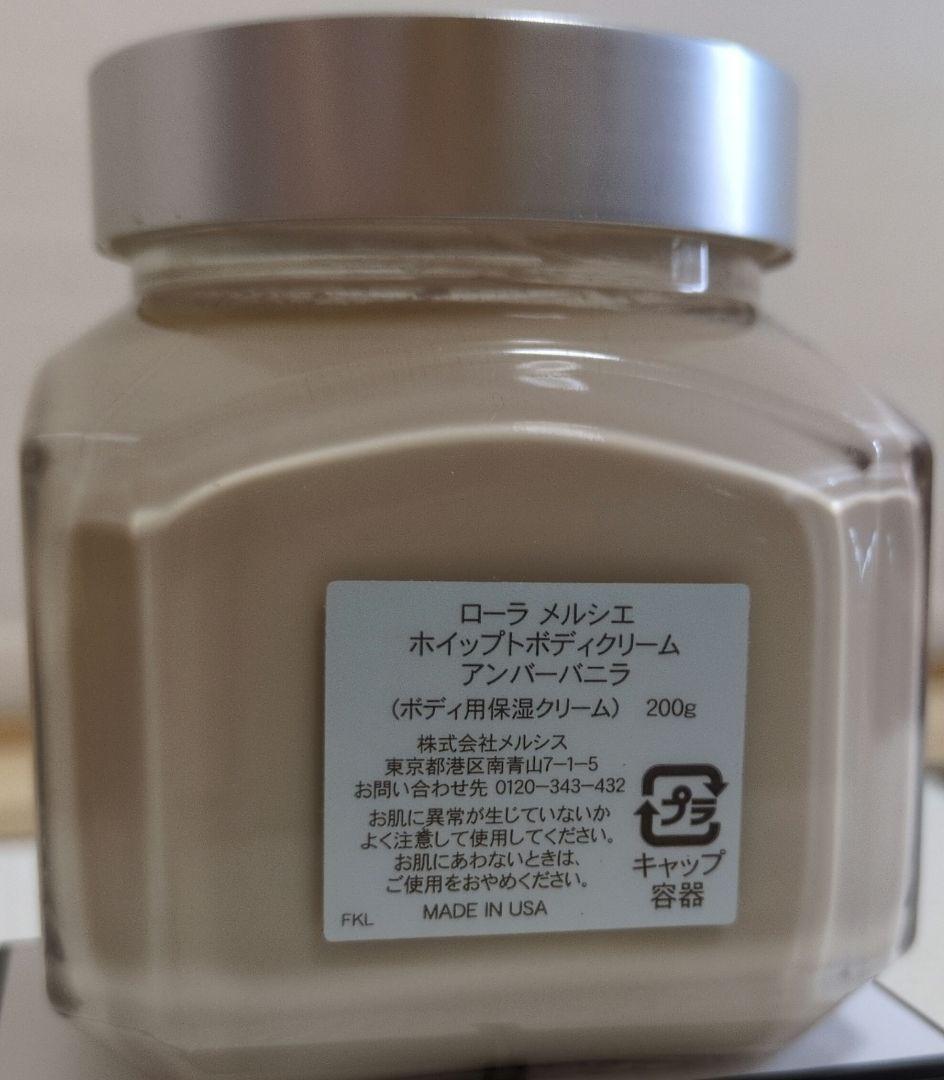 ローラ メルシエ
ホイップトボディクリーム
アンバーバニラ
(ボディ用保湿クリーム) 200g
株式会社メルシス
東京都港区南青山7-1-5
お問い合わせ先 0120-343-432
お肌に異常が生じていないか
よく注意して使用してください。
お肌にあわないときは、
ご使用をおやめください。
FKL MADE IN USA
プラ
キャップ
容器